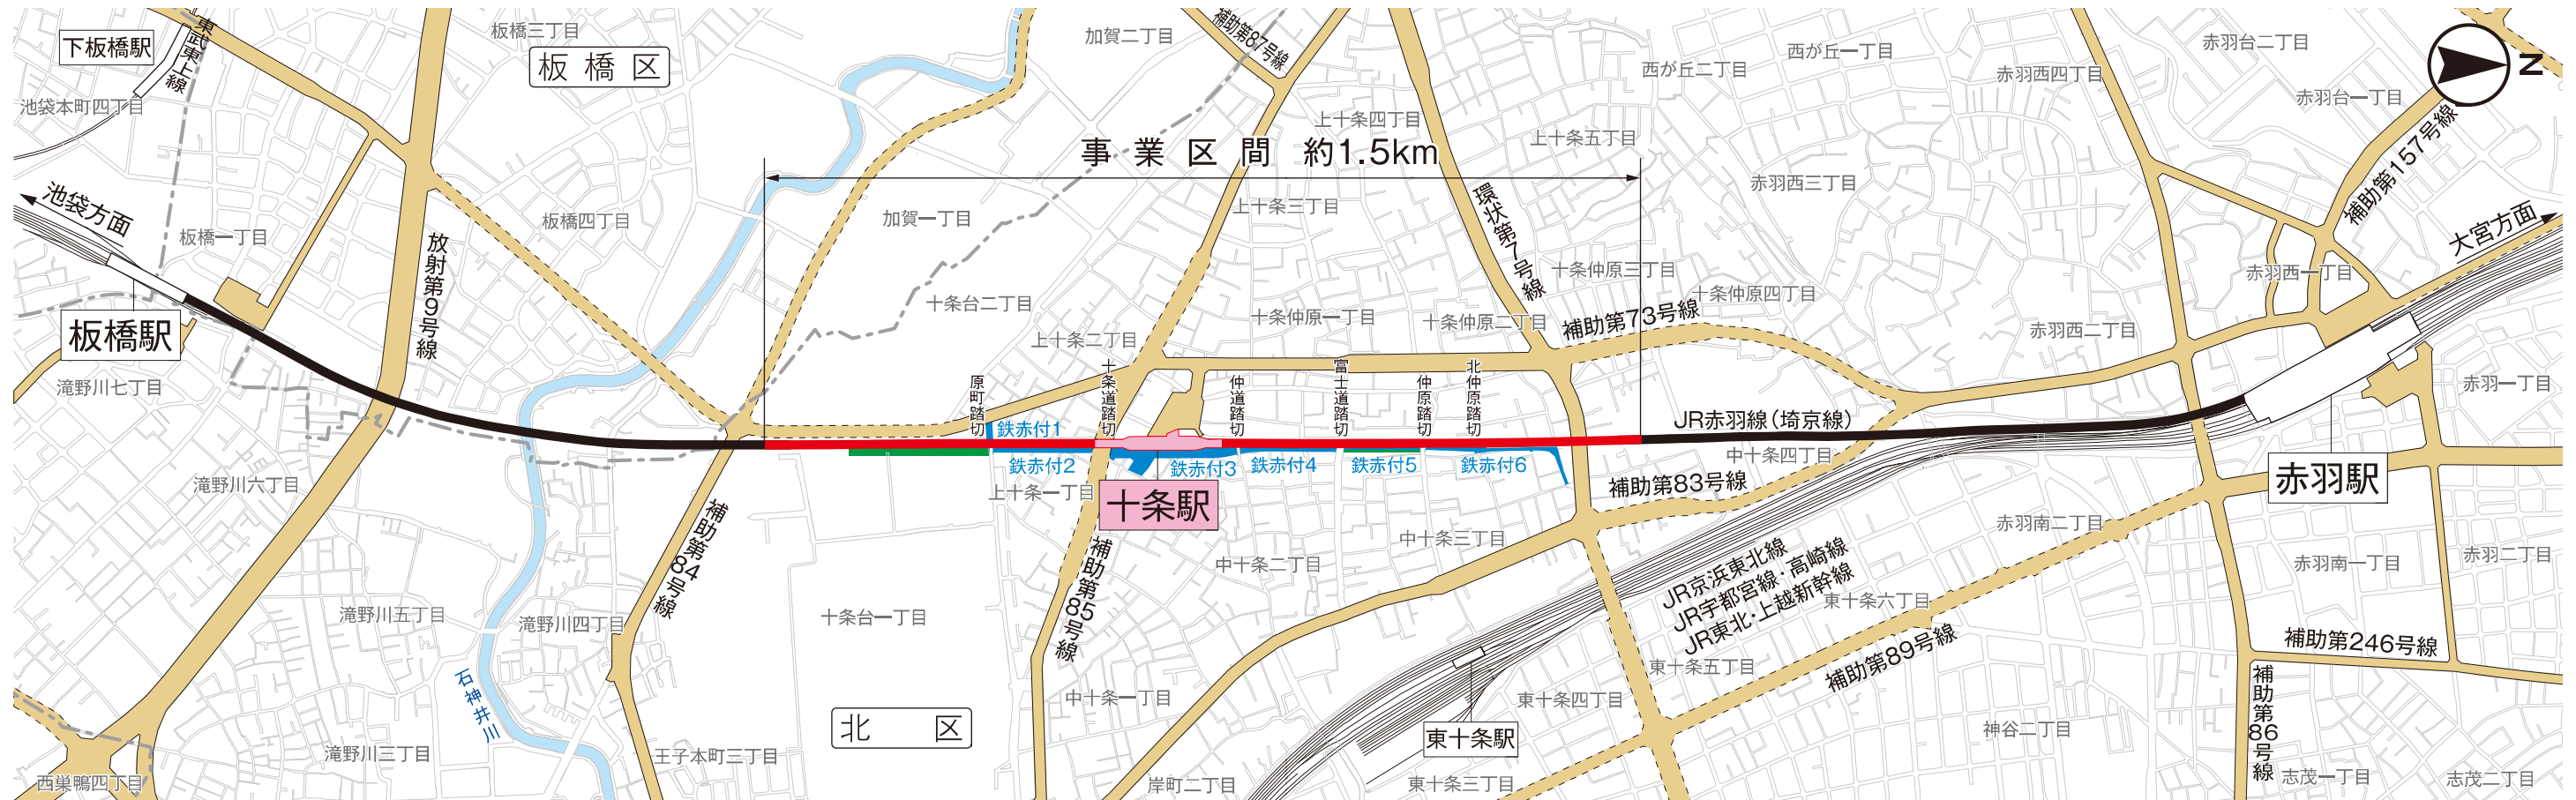 下板橋駅
東武東上線
板橋三丁目
板橋区
池袋本町四丁目
加賀二丁目
補助第87号線
西が丘一丁目
西が丘二丁目
赤羽西四丁目
赤羽台二丁目
赤羽台一丁目
N
補助第157号線
上十条四丁目
上十条五丁目
事業区間 約1.5km
池袋方面
板橋一丁目
板橋四丁目
加賀一丁目
上十条三丁目
環状第7号線
赤羽西三丁目
大宮方面
放射第9号線
十条仲原三丁目
十条仲原四丁目
赤羽西一丁目
十条台二丁目
上十条二丁目
十条仲原一丁目
十条仲原二丁目
補助第73号線
赤羽西二丁目
板橋駅
滝野川七丁目
原町踏切
十条道踏切
仲道踏切
富士道踏切
仲原踏切
北仲原踏切
赤羽一丁目
JR赤羽線（埼京線）
鉄赤付1
鉄赤付2
鉄赤付3
鉄赤付4
鉄赤付5
鉄赤付6
中十条四丁目
滝野川六丁目
上十条一丁目
十条駅
補助第83号線
赤羽駅
補助第84号線
補助第85号線
中十条三丁目
中十条二丁目
赤羽南二丁目
赤羽南一丁目
赤羽二丁目
JR京浜東北線
JR宇都宮線・高崎線
JR東北・上越新幹線
東十条六丁目
滝野川五丁目
滝野川四丁目
十条台一丁目
東十条五丁目
補助第89号線
補助第246号線
石神井川
中十条一丁目
東十条四丁目
補助第86号線
北区
東十条駅
神谷二丁目
滝野川三丁目
王子本町三丁目
西巣鴨四丁目
岸町二丁目
東十条三丁目
志茂一丁目
志茂二丁目